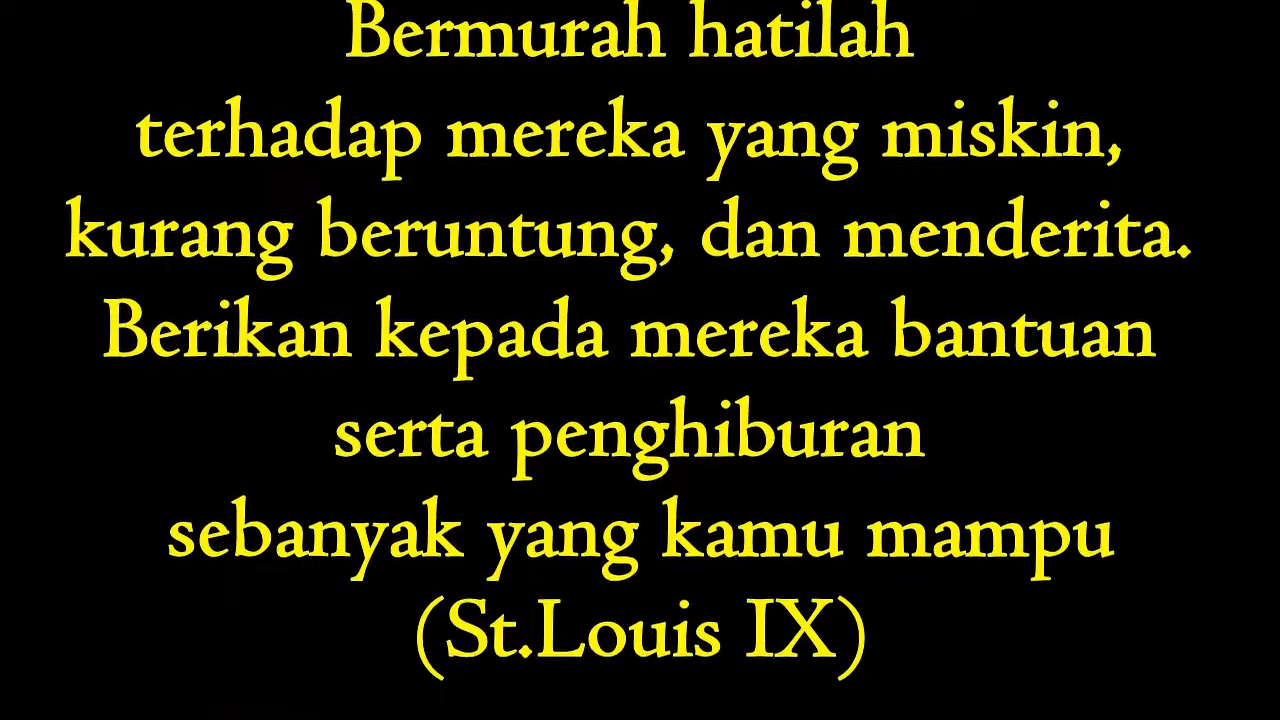 Bermurah hatilah
terhadap mereka yang miskin,
kurang beruntung, dan menderita.
Berikan kepada mereka bantuan
serta penghiburan
sebanyak yang kamu mampu
(St.Louis IX)